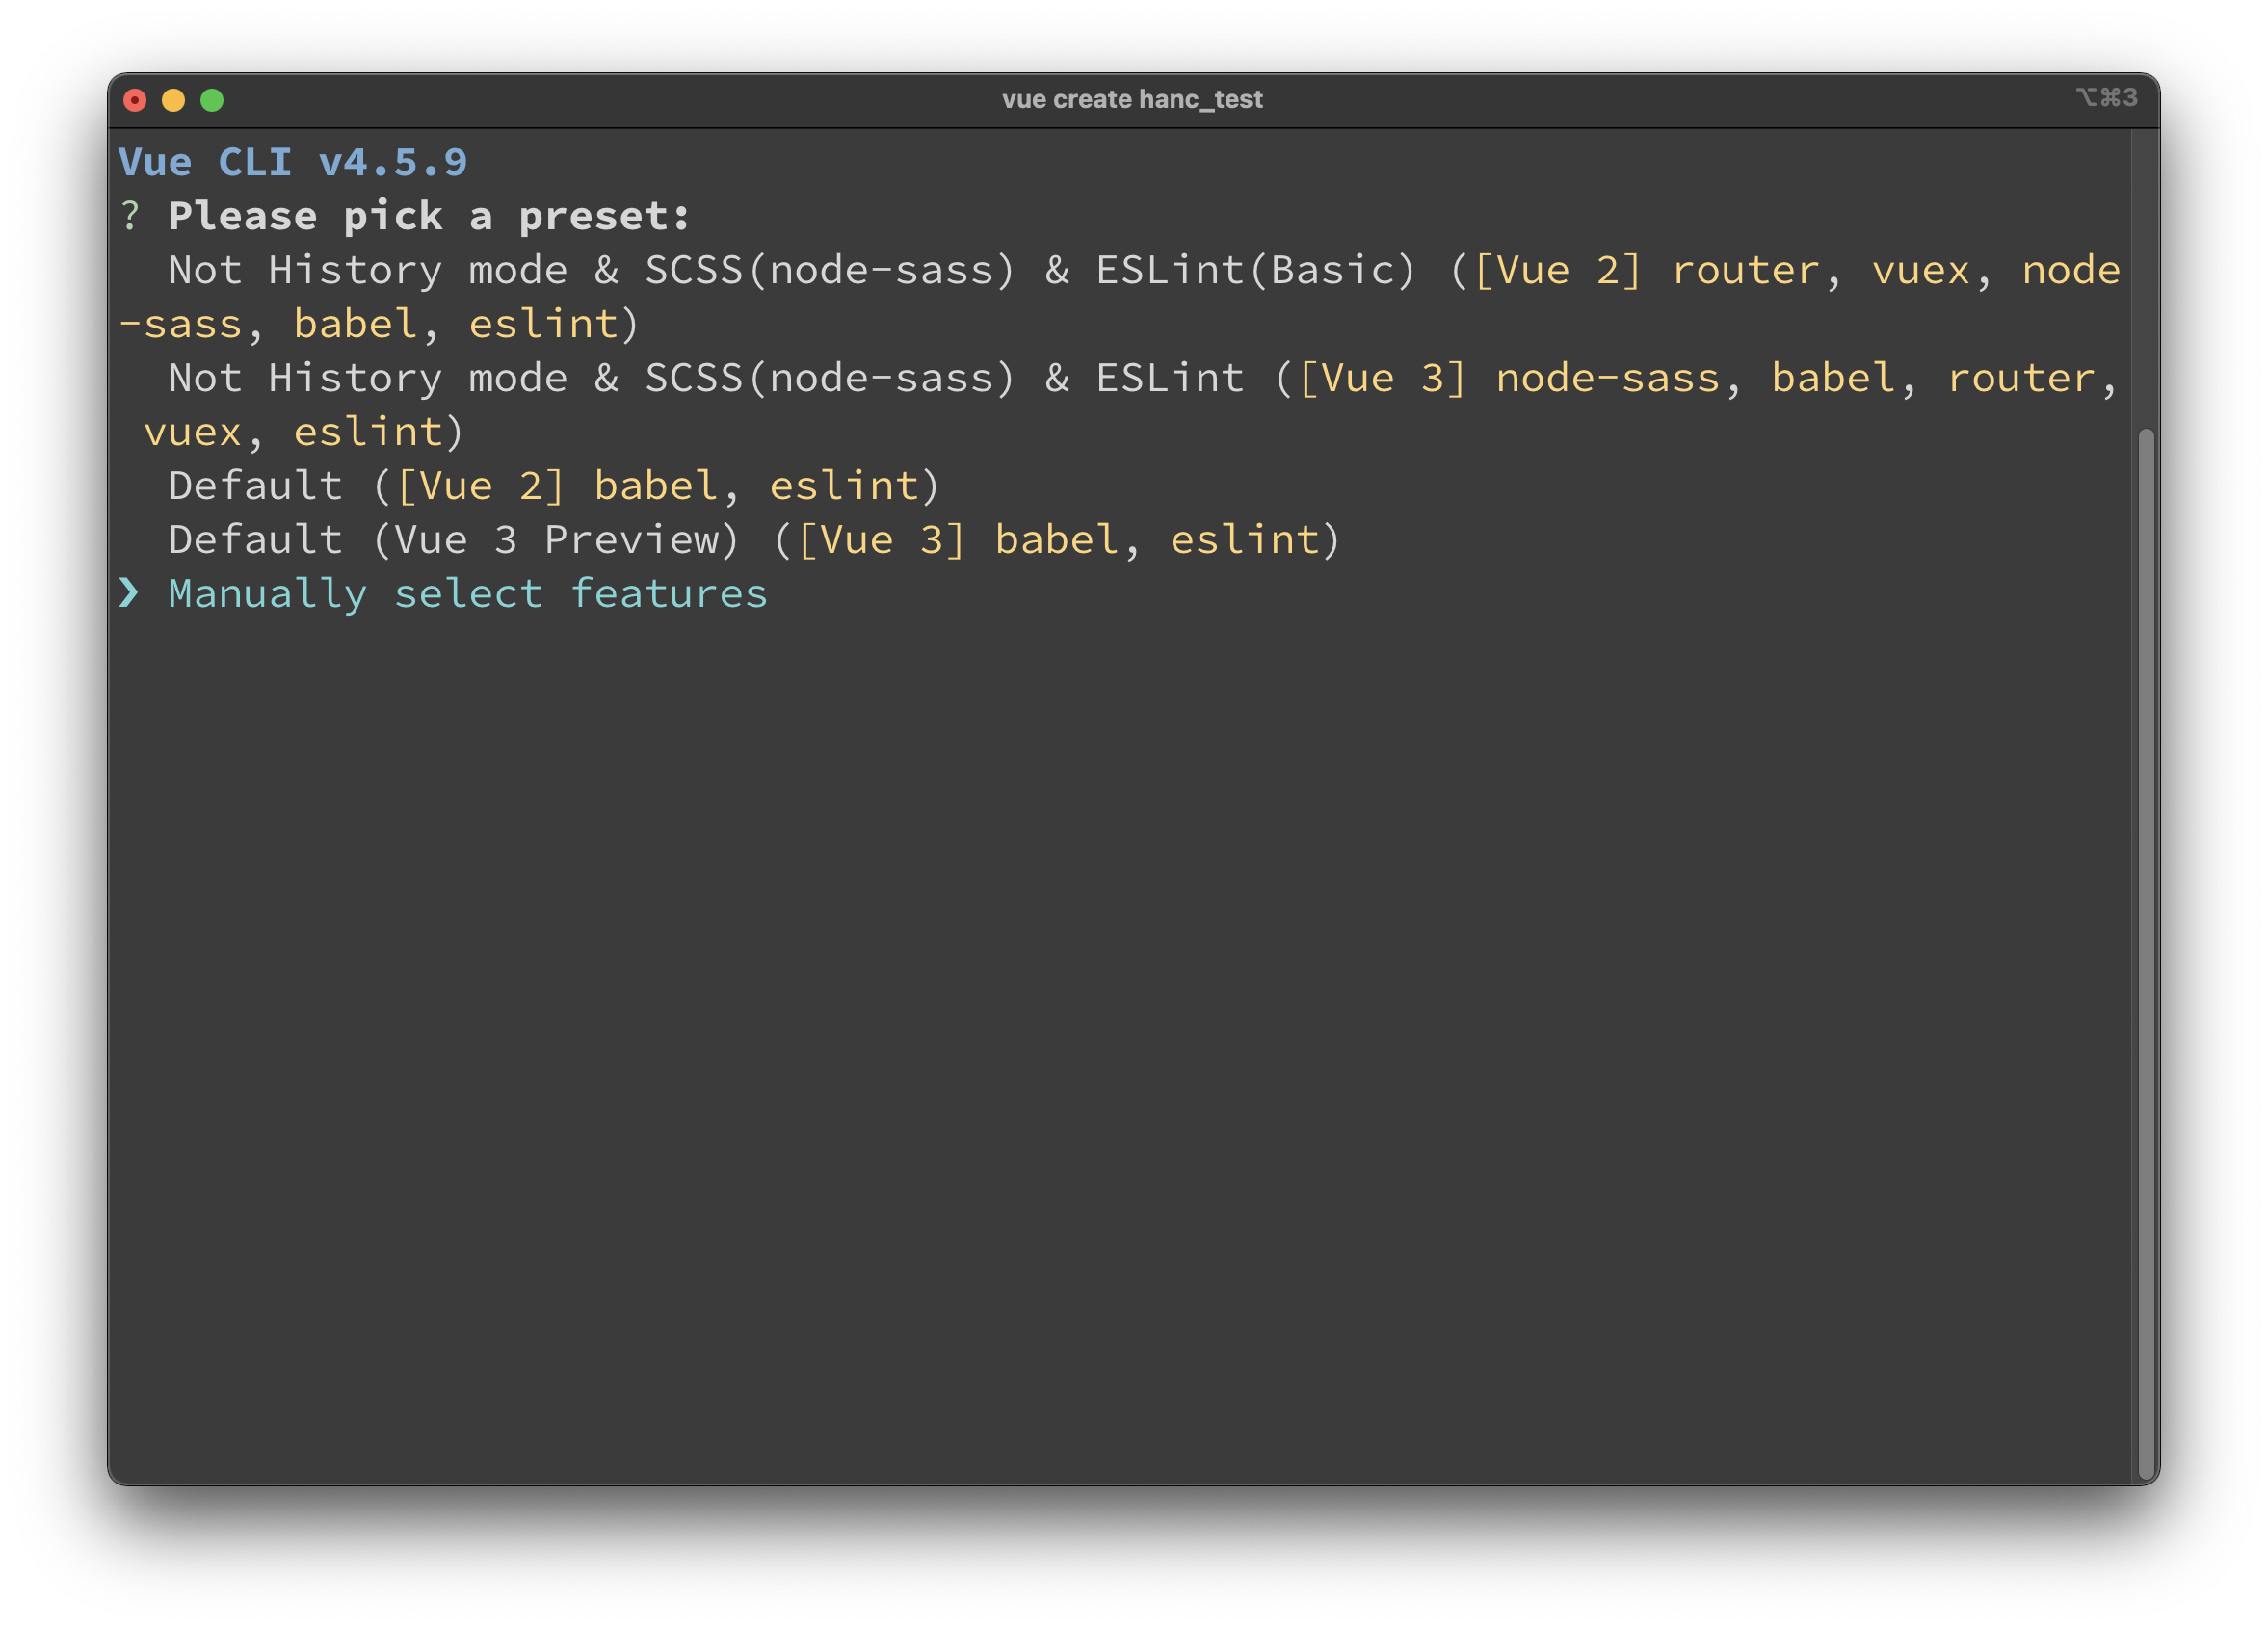 vue create hanc_test
⌥⌘3
Vue CLI v4.5.9
? Please pick a preset:
  Not History mode & SCSS(node-sass) & ESLint(Basic) ([Vue 2] router, vuex, node
-sass, babel, eslint)
  Not History mode & SCSS(node-sass) & ESLint ([Vue 3] node-sass, babel, router,
 vuex, eslint)
  Default ([Vue 2] babel, eslint)
  Default (Vue 3 Preview) ([Vue 3] babel, eslint)
❯ Manually select features